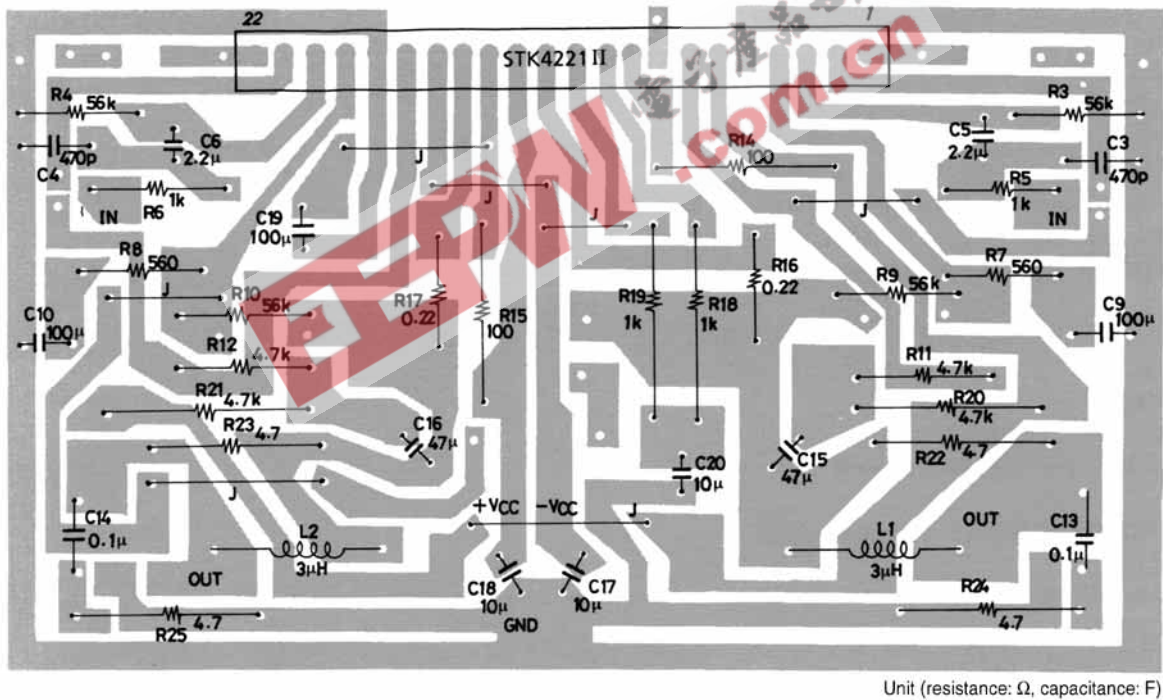 22
1
STK4221 II
R4
56k
C6
2.2μ
470p
C4
R6
1k
IN
R3
56k
C5
2.2μ
C3
470p
R5
1k
IN
R14
100
J
J
J
J
C19
100μ
R8
560
J
R10
56k
C10
100μ
R12
4.7k
R21
4.7k
R23
4.7
J
R17
0.22
R15
100
C16
47μ
R19
1k
R18
1k
R16
0.22
R9
56k
R7
560
C9
100μ
R11
4.7k
R20
4.7k
R22
4.7
C15
47μ
C20
10μ
+VCC
-VCC
J
C14
0.1μ
L2
3μH
OUT
R25
4.7
C18
10μ
C17
10μ
GND
L1
3μH
OUT
C13
0.1μ
R24
4.7
EEPW
.com.cn
Unit (resistance: Ω, capacitance: F)